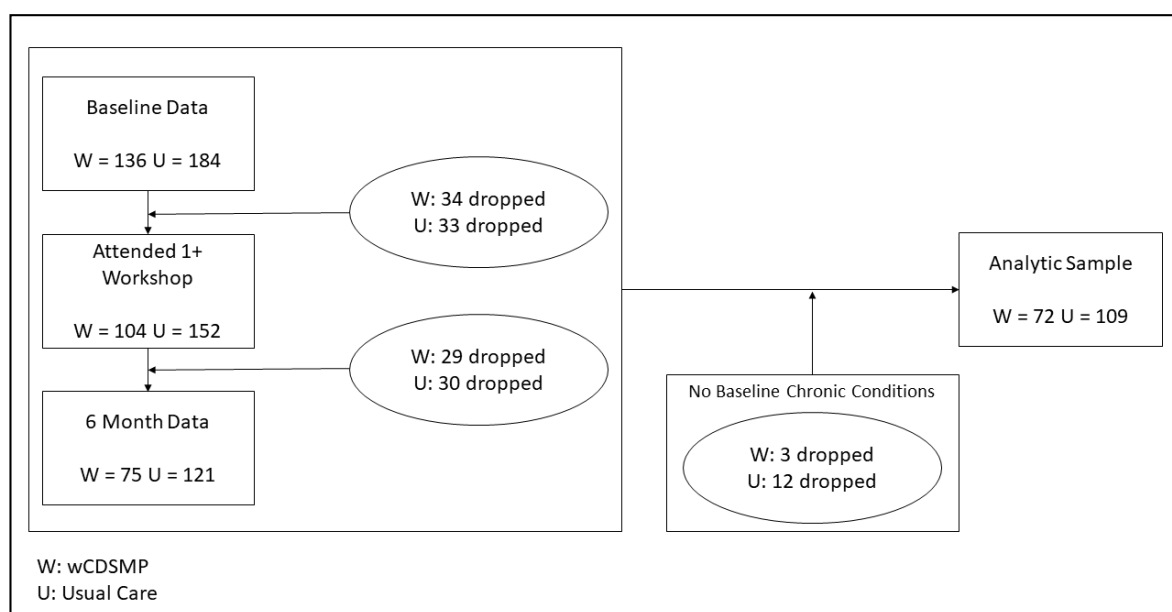 Baseline Data
W = 136 U = 184
W: 34 dropped
U: 33 dropped
Attended 1+
Workshop
W = 104 U = 152
W: 29 dropped
U: 30 dropped
6 Month Data
W = 75 U = 121
No Baseline Chronic Conditions
W: 3 dropped
U: 12 dropped
Analytic Sample
W = 72 U = 109
W: wCDSMP
U: Usual Care